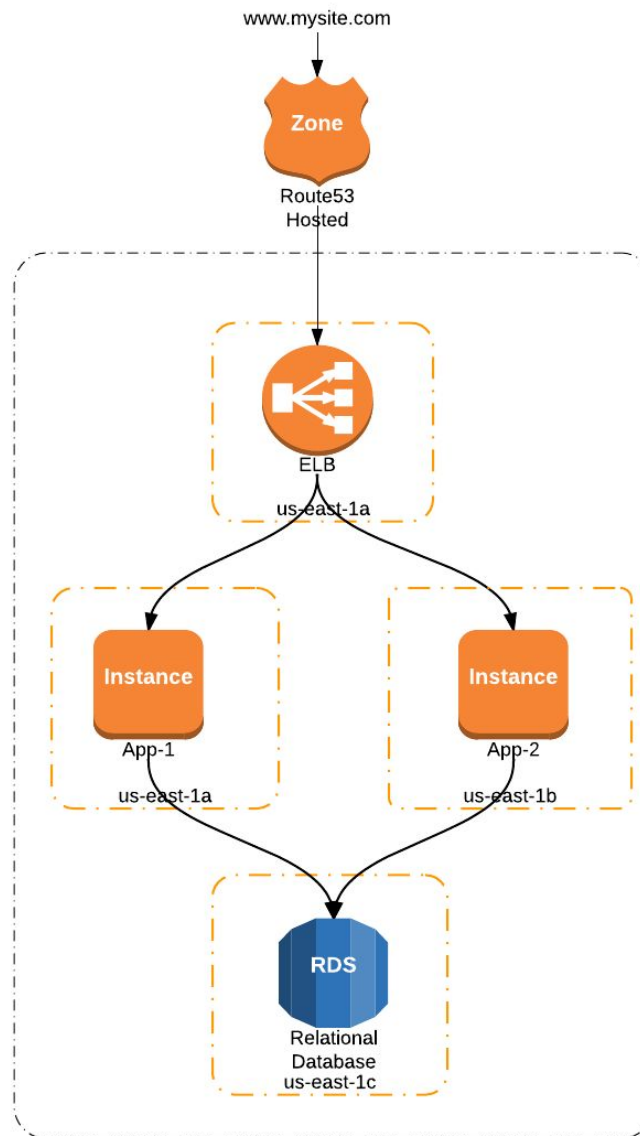 www.mysite.com
Zone
Route53
Hosted
ELB
us-east-1a
Instance
App-1
us-east-1a
Instance
App-2
us-east-1b
RDS
Relational
Database
us-east-1c